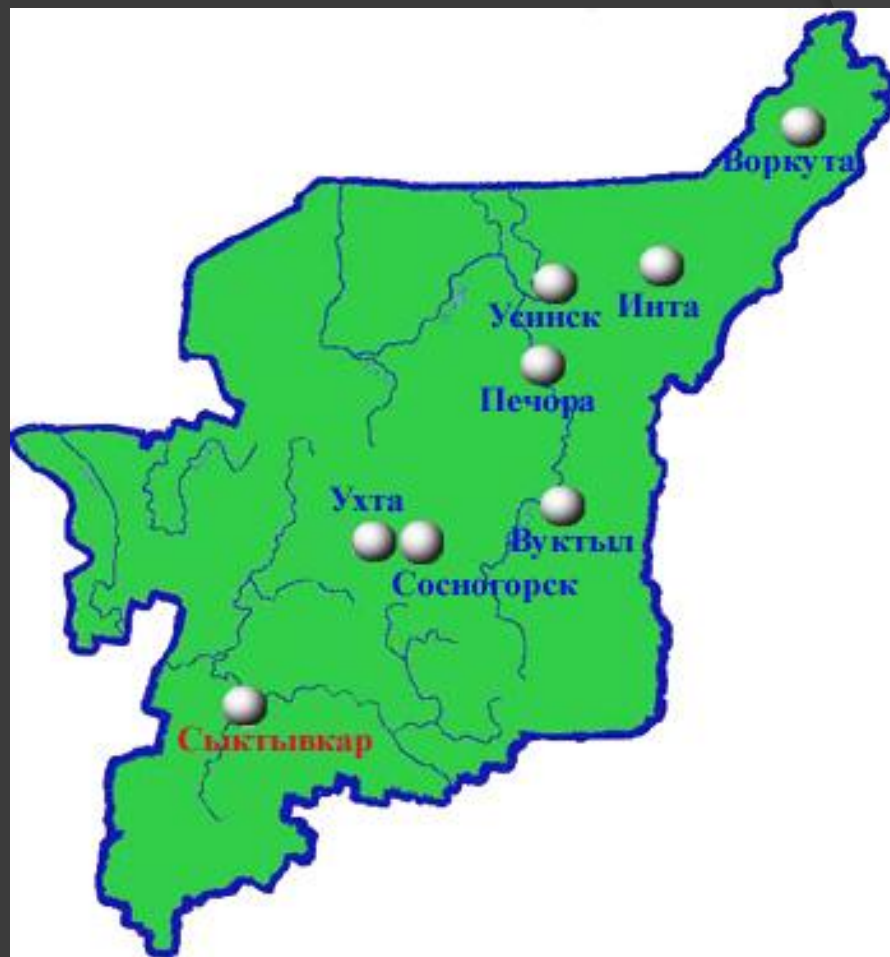 Воркута
Усинск
Инта
Печора
Ухта
Вуктыл
Сосногорск
Сыктывкар